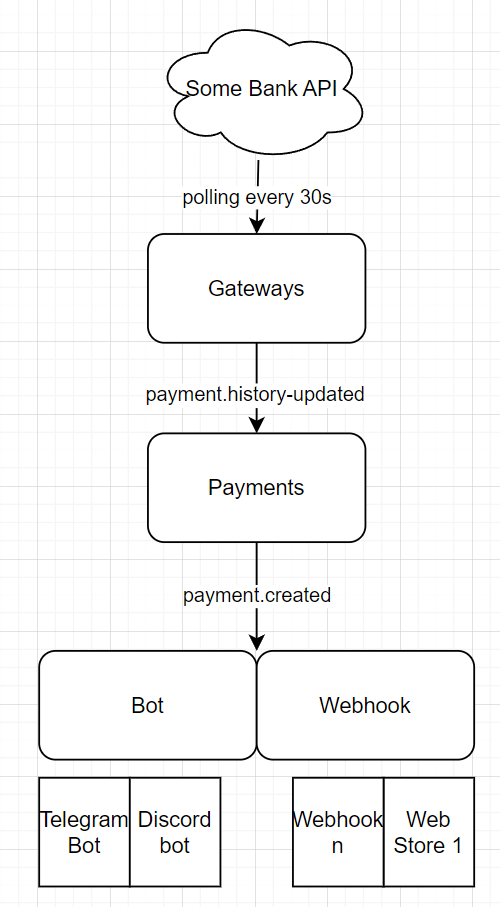 Some Bank API
polling every 30s
Gateways
payment.history-updated
Payments
payment.created
Bot
Webhook
Telegram
Bot
Discord
bot
Webhook
n
Web
Store 1